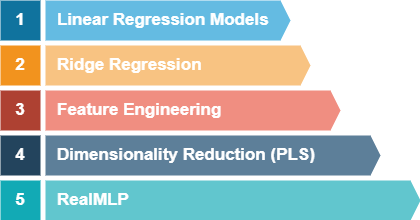 1 Linear Regression Models
2 Ridge Regression
3 Feature Engineering
4 Dimensionality Reduction (PLS)
5 RealMLP